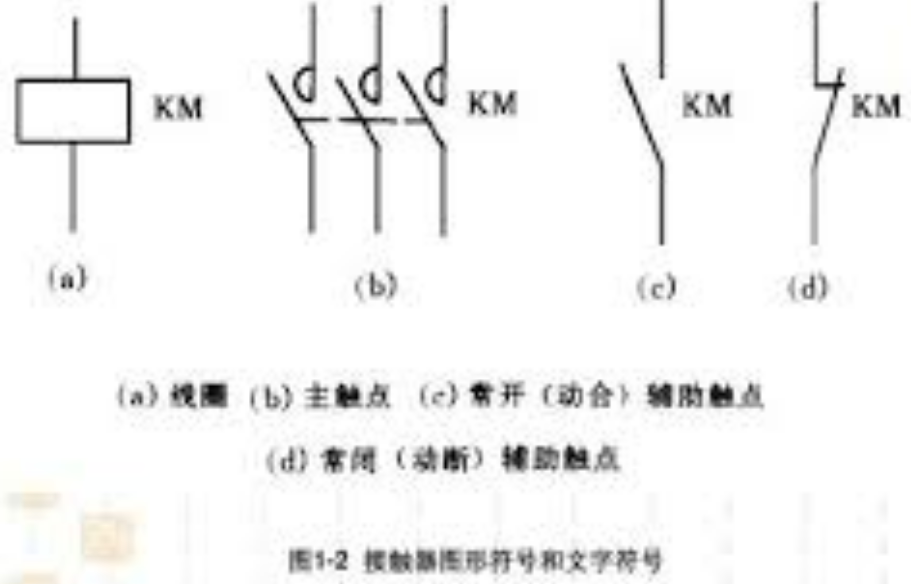 KM KM KM KM
(a) (b) (c) (d)
(a) 线圈 (b) 主触点 (c) 常开（动合）辅助触点
(d) 常闭（动断）辅助触点
图1-2 接触器图形符号和文字符号